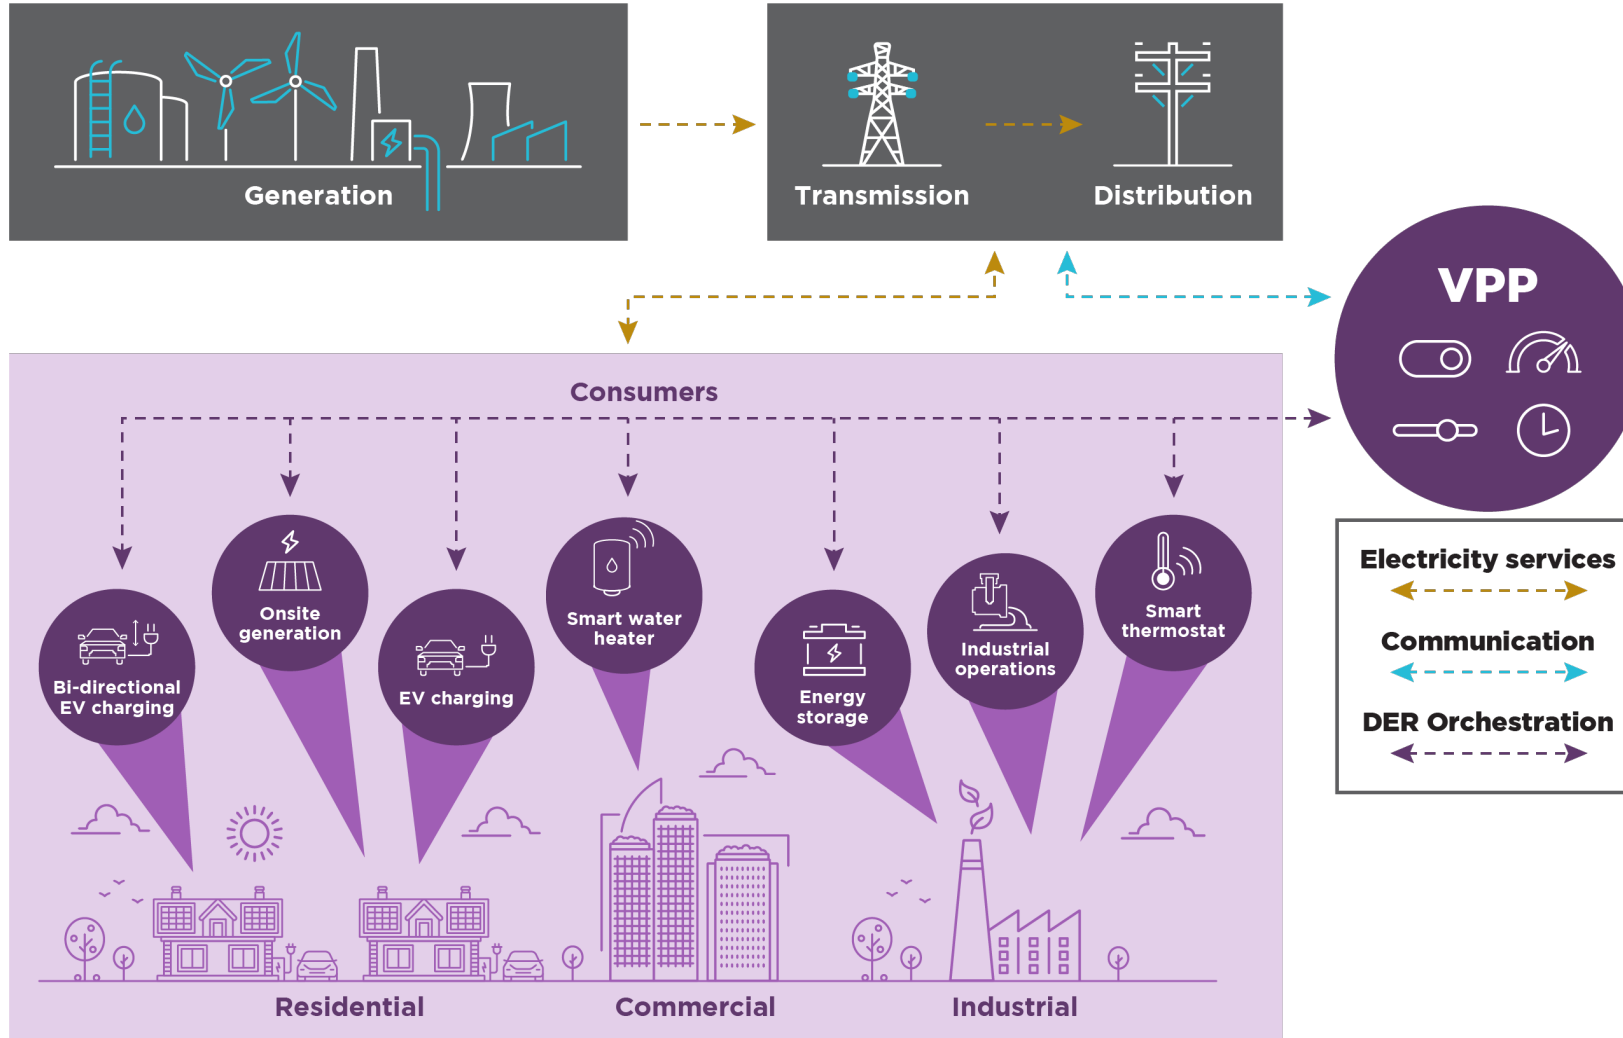 Generation
Transmission
Distribution
VPP
Consumers
Bi-directional
EV charging
Onsite
generation
EV charging
Smart water
heater
Energy
storage
Industrial
operations
Smart
thermostat
Residential
Commercial
Industrial
Electricity services
Communication
DER Orchestration